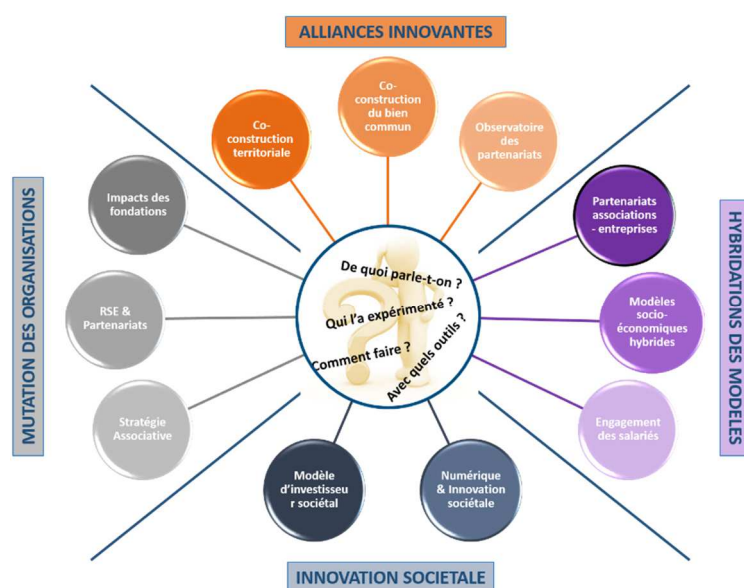 ALLIANCES INNOVANTES
Co-
construction
du bien
commun
Co-
construction
territoriale
Observatoire
des
partenariats
MUTATION DES ORGANISATIONS
Impacts des
fondations
RSE &
Partenariats
Stratégie
Associative
De quoi parle-t-on ?
Qui l'a expérimenté ?
Comment faire ?
Avec quels outils ?
Partenariats
associations
- entreprises
Modèles
socio-
économiques
hybrides
Engagement
des salariés
HYBRIDATIONS DES MODELES
Modèle
d'investisseu
r sociétal
Numérique
& Innovation
sociétale
INNOVATION SOCIETALE